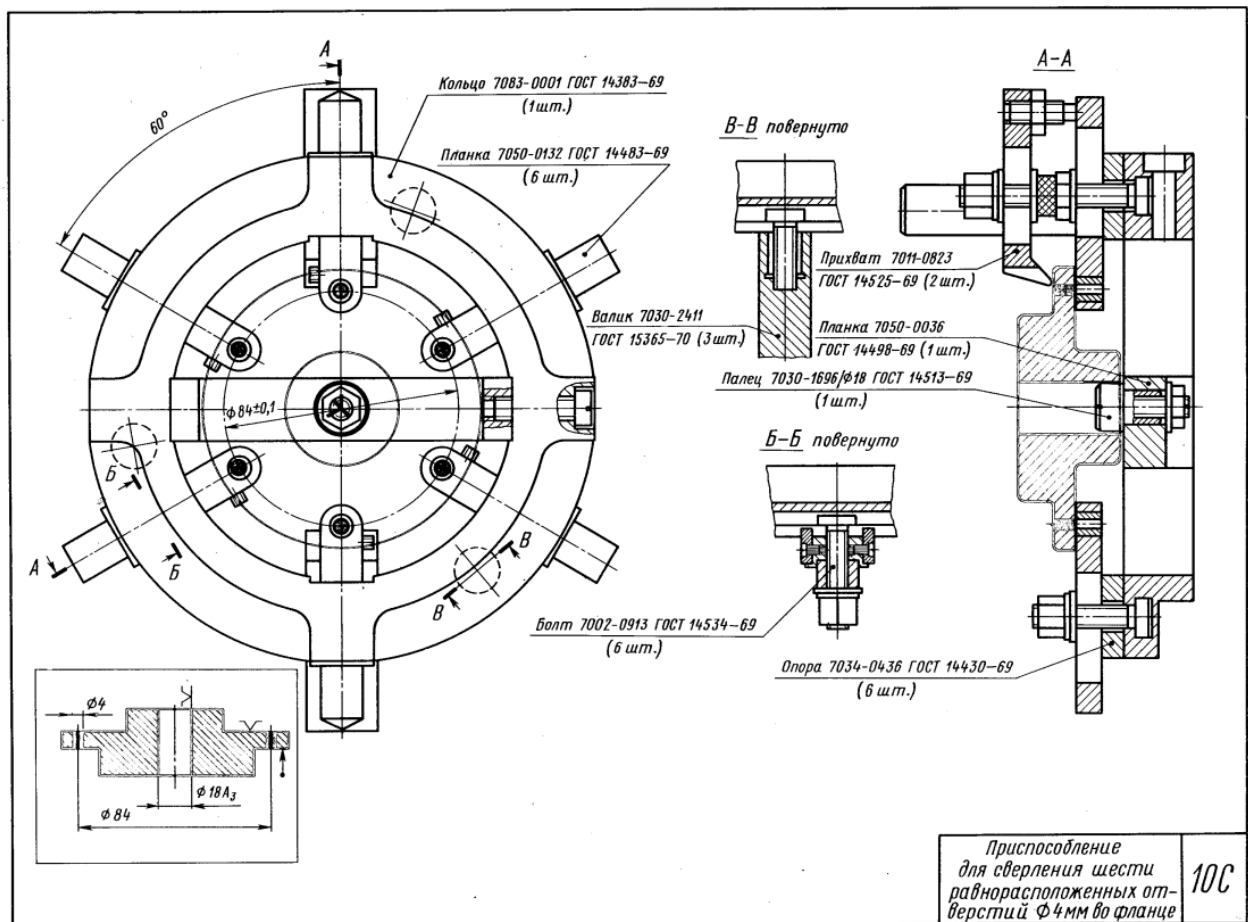 А
60°
Кольцо 7083-0001 ГОСТ 14383-69
(1шт.)
Планка 7050-0132 ГОСТ 14483-69
(6 шт.)
В-В повернуто
А-А
Прихват 7011-0823
ГОСТ 14525-69 (2шт.)
Валик 7030-2411
ГОСТ 15365-70 (3шт.)
Планка 7050-0036
ГОСТ 14498-69 (1шт.)
Палец 7030-1696/ф18 ГОСТ 14513-69
(1шт.)
ф84±0,1
Б-Б повернуто
Б
Б
А
В
В
Болт 7002-0913 ГОСТ 14534-69
(6 шт.)
Опора 7034-0436 ГОСТ 14430-69
(6 шт.)
ф4
ф18А₃
ф84
Приспособление
для сверления шести
равнорасположенных от-
верстий ф4мм во фланце
10С